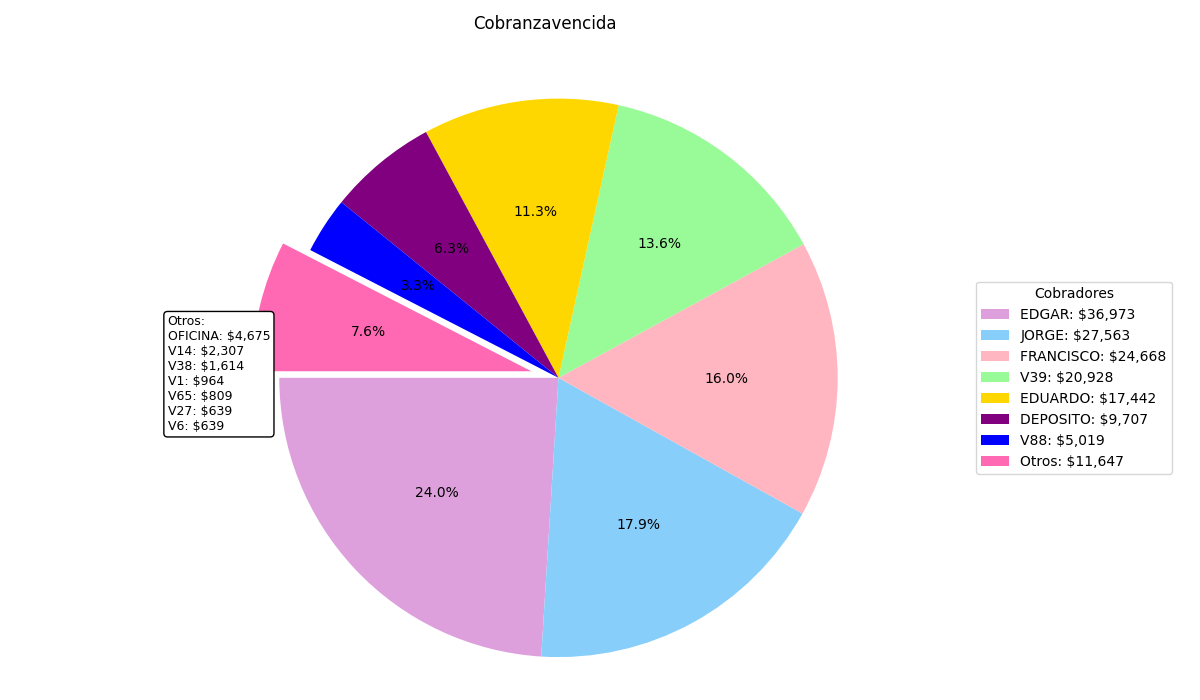 Cobranzavencida
11.3%
13.6%
6.3%
3.3%
7.6%
16.0%
24.0%
17.9%
Otros:
OFICINA: $4,675
V14: $2,307
V38: $1,614
V1: $964
V65: $809
V27: $639
V6: $639
Cobradores
EDGAR: $36,973
JORGE: $27,563
FRANCISCO: $24,668
V39: $20,928
EDUARDO: $17,442
DEPOSITO: $9,707
V88: $5,019
Otros: $11,647